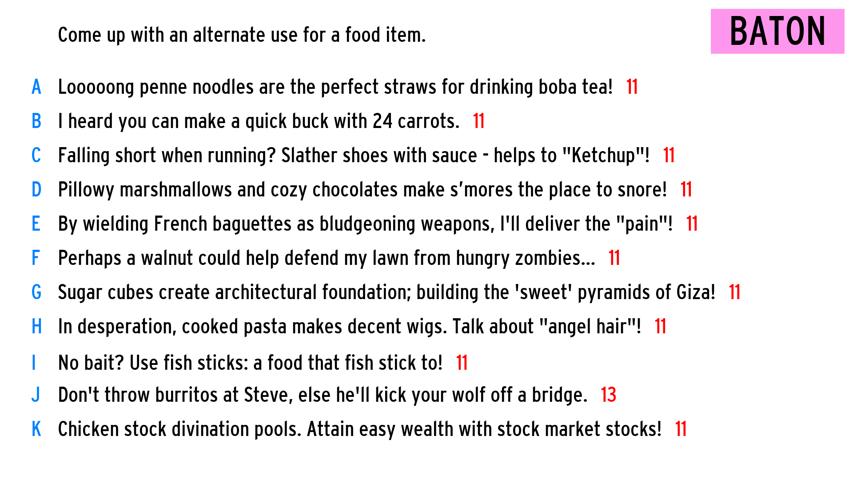 Come up with an alternate use for a food item.
BATON
A Looooong penne noodles are the perfect straws for drinking boba tea! 11
B I heard you can make a quick buck with 24 carrots. 11
C Falling short when running? Slather shoes with sauce - helps to "Ketchup"! 11
D Pillowy marshmallows and cozy chocolates make s’mores the place to snore! 11
E By wielding French baguettes as bludgeoning weapons, I'll deliver the "pain"! 11
F Perhaps a walnut could help defend my lawn from hungry zombies... 11
G Sugar cubes create architectural foundation; building the 'sweet' pyramids of Giza! 11
H In desperation, cooked pasta makes decent wigs. Talk about "angel hair"! 11
I No bait? Use fish sticks: a food that fish stick to! 11
J Don't throw burritos at Steve, else he'll kick your wolf off a bridge. 13
K Chicken stock divination pools. Attain easy wealth with stock market stocks! 11